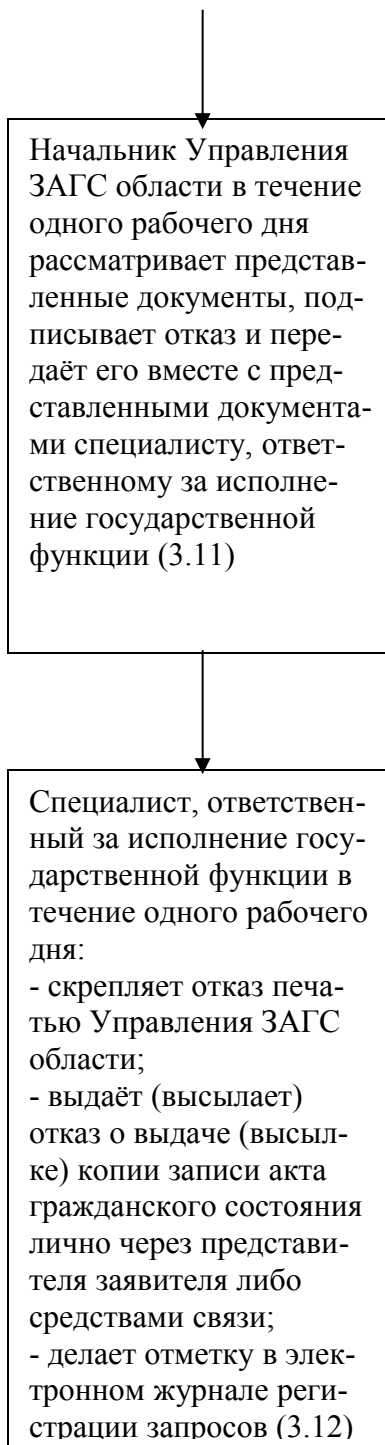 Начальник Управления
ЗАГС области в течение
одного рабочего дня
рассматривает представ-
ленные документы, под-
писывает отказ и пере-
даёт его вместе с пред-
ставленными документа-
ми специалисту, ответ-
ственному за исполне-
ние государственной
функции (3.11)
Специалист, ответствен-
ный за исполнение госу-
дарственной функции в
течение одного рабочего
дня:
- скрепляет отказ печа-
тью Управления ЗАГС
области;
- выдаёт (высылает)
отказ о выдаче (высыл-
ке) копии записи акта
гражданского состояния
лично через представи-
теля заявителя либо
средствами связи;
- делает отметку в элек-
тронном журнале реги-
страции запросов (3.12)